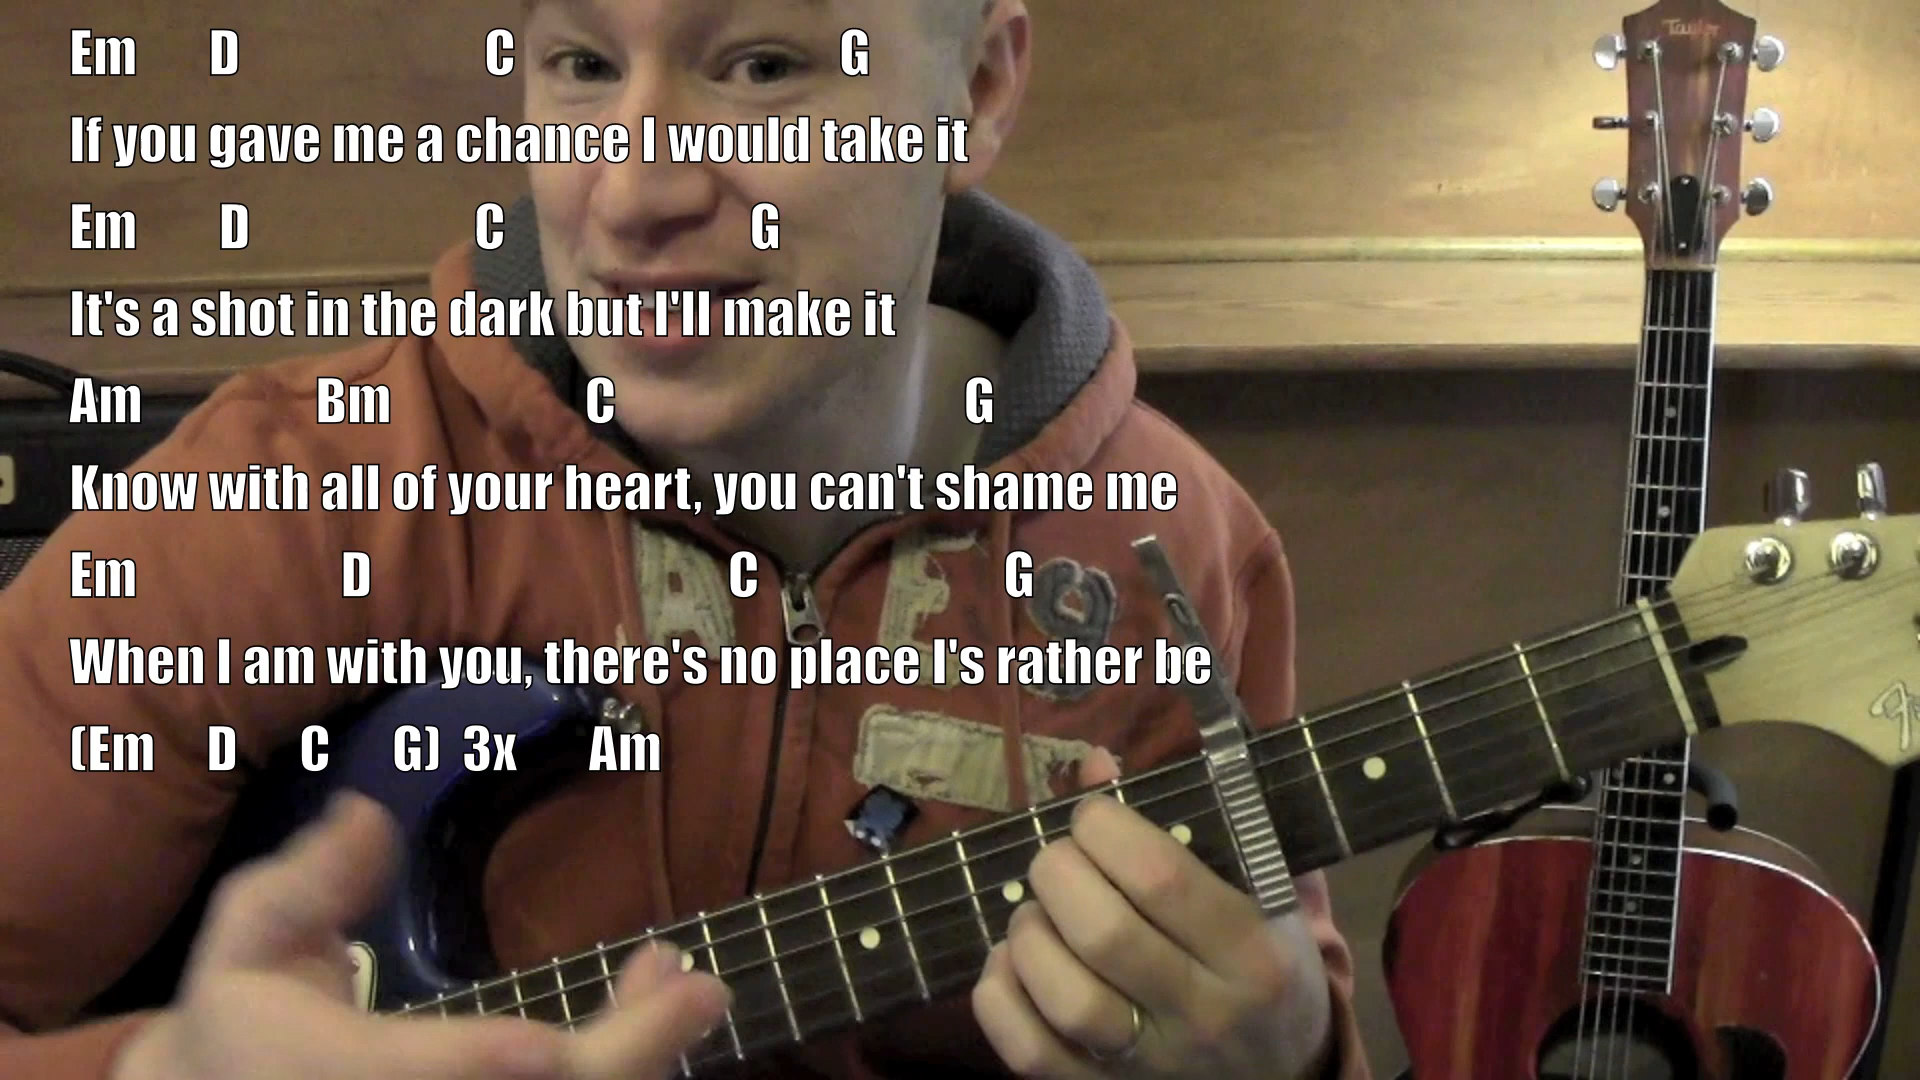 Em D C G
If you gave me a chance I would take it
Em D C G
It's a shot in the dark but I'll make it
Am Bm C G
Know with all of your heart, you can't shame me
Em D C G
When I am with you, there's no place I's rather be
(Em D C G) 3x Am
Taylor